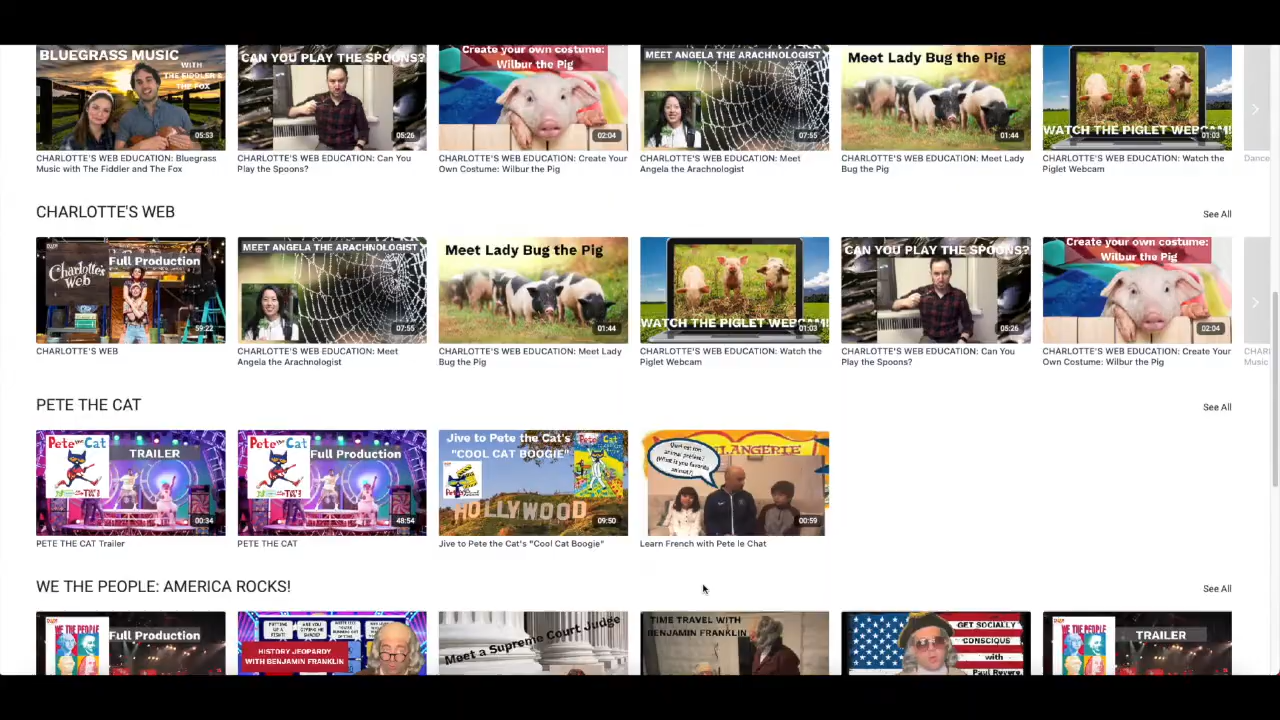 BLUEGRASS MUSIC
WITH
THE FIDDLER &
THE FOX
05:53
CAN YOU PLAY THE SPOONS?
05:26
Create your own costume:
Wilbur the Pig
02:04
MEET ANGELA THE ARACHNOLOGIST
07:55
Meet Lady Bug the Pig
01:44
WATCH THE PIGLET WEBCAM!
01:03
CHARLOTTE'S WEB EDUCATION: Bluegrass
Music with The Fiddler and The Fox
CHARLOTTE'S WEB EDUCATION: Can You
Play the Spoons?
CHARLOTTE'S WEB EDUCATION: Create Your
Own Costume: Wilbur the Pig
CHARLOTTE'S WEB EDUCATION: Meet
Angela the Arachnologist
CHARLOTTE'S WEB EDUCATION: Meet Lady
Bug the Pig
CHARLOTTE'S WEB EDUCATION: Watch the
Piglet Webcam
Dance
CHARLOTTE'S WEB
See All
Charlotte's
Web
Full Production
59:22
MEET ANGELA THE ARACHNOLOGIST
07:55
Meet Lady Bug the Pig
01:44
WATCH THE PIGLET WEBCAM!
01:03
CAN YOU PLAY THE SPOONS?
05:26
Create your own costume:
Wilbur the Pig
02:04
CHARLOTTE'S WEB
CHARLOTTE'S WEB EDUCATION: Meet
Angela the Arachnologist
CHARLOTTE'S WEB EDUCATION: Meet Lady
Bug the Pig
CHARLOTTE'S WEB EDUCATION: Watch the
Piglet Webcam
CHARLOTTE'S WEB EDUCATION: Can You
Play the Spoons?
CHARLOTTE'S WEB EDUCATION: Create Your
Own Costume: Wilbur the Pig
CHARL
Music
PETE THE CAT
See All
Pete the Cat
TRAILER
00:34
Pete the Cat
Full Production
48:54
Jive to Pete the Cat's
"COOL CAT BOOGIE"
HOLLYWOOD
09:50
(What is you favorite
animal?)
00:59
PETE THE CAT Trailer
PETE THE CAT
Jive to Pete the Cat's "Cool Cat Boogie"
Learn French with Pete le Chat
WE THE PEOPLE: AMERICA ROCKS!
See All
WE THE PEOPLE
Full Production
HISTORY JEOPARDY
WITH BENJAMIN FRANKLIN
Meet a Supreme Court Judge
TIME TRAVEL WITH
BENJAMIN FRANKLIN
GET SOCIALLY
CONSCIOUS
with
Paul Revere
WE THE PEOPLE
TRAILER